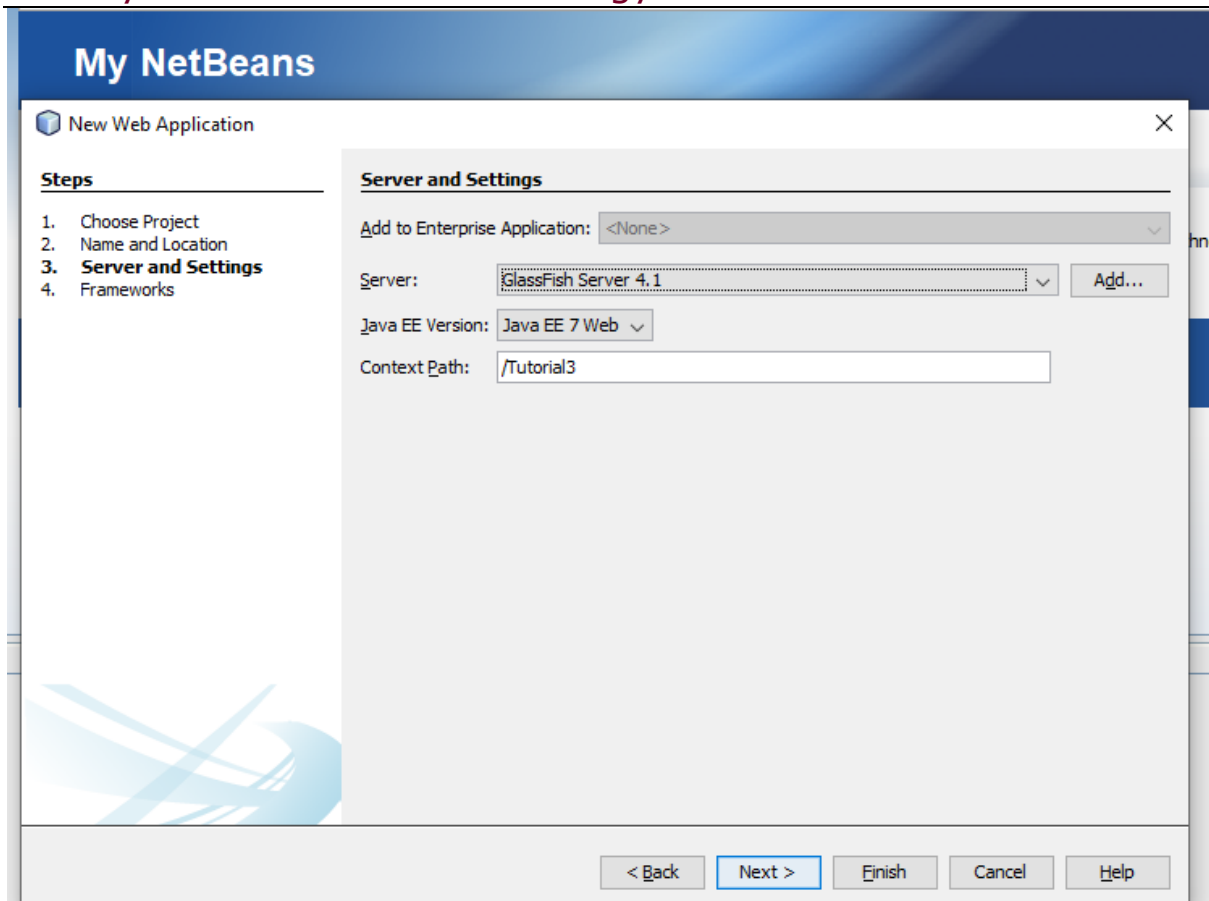 My NetBeans
New Web Application
Steps
1. Choose Project
2. Name and Location
3. Server and Settings
4. Frameworks
Server and Settings
Add to Enterprise Application: <None>
Server: GlassFish Server 4.1 Add...
Java EE Version: Java EE 7 Web
Context Path: /Tutorial3
< Back Next > Finish Cancel Help